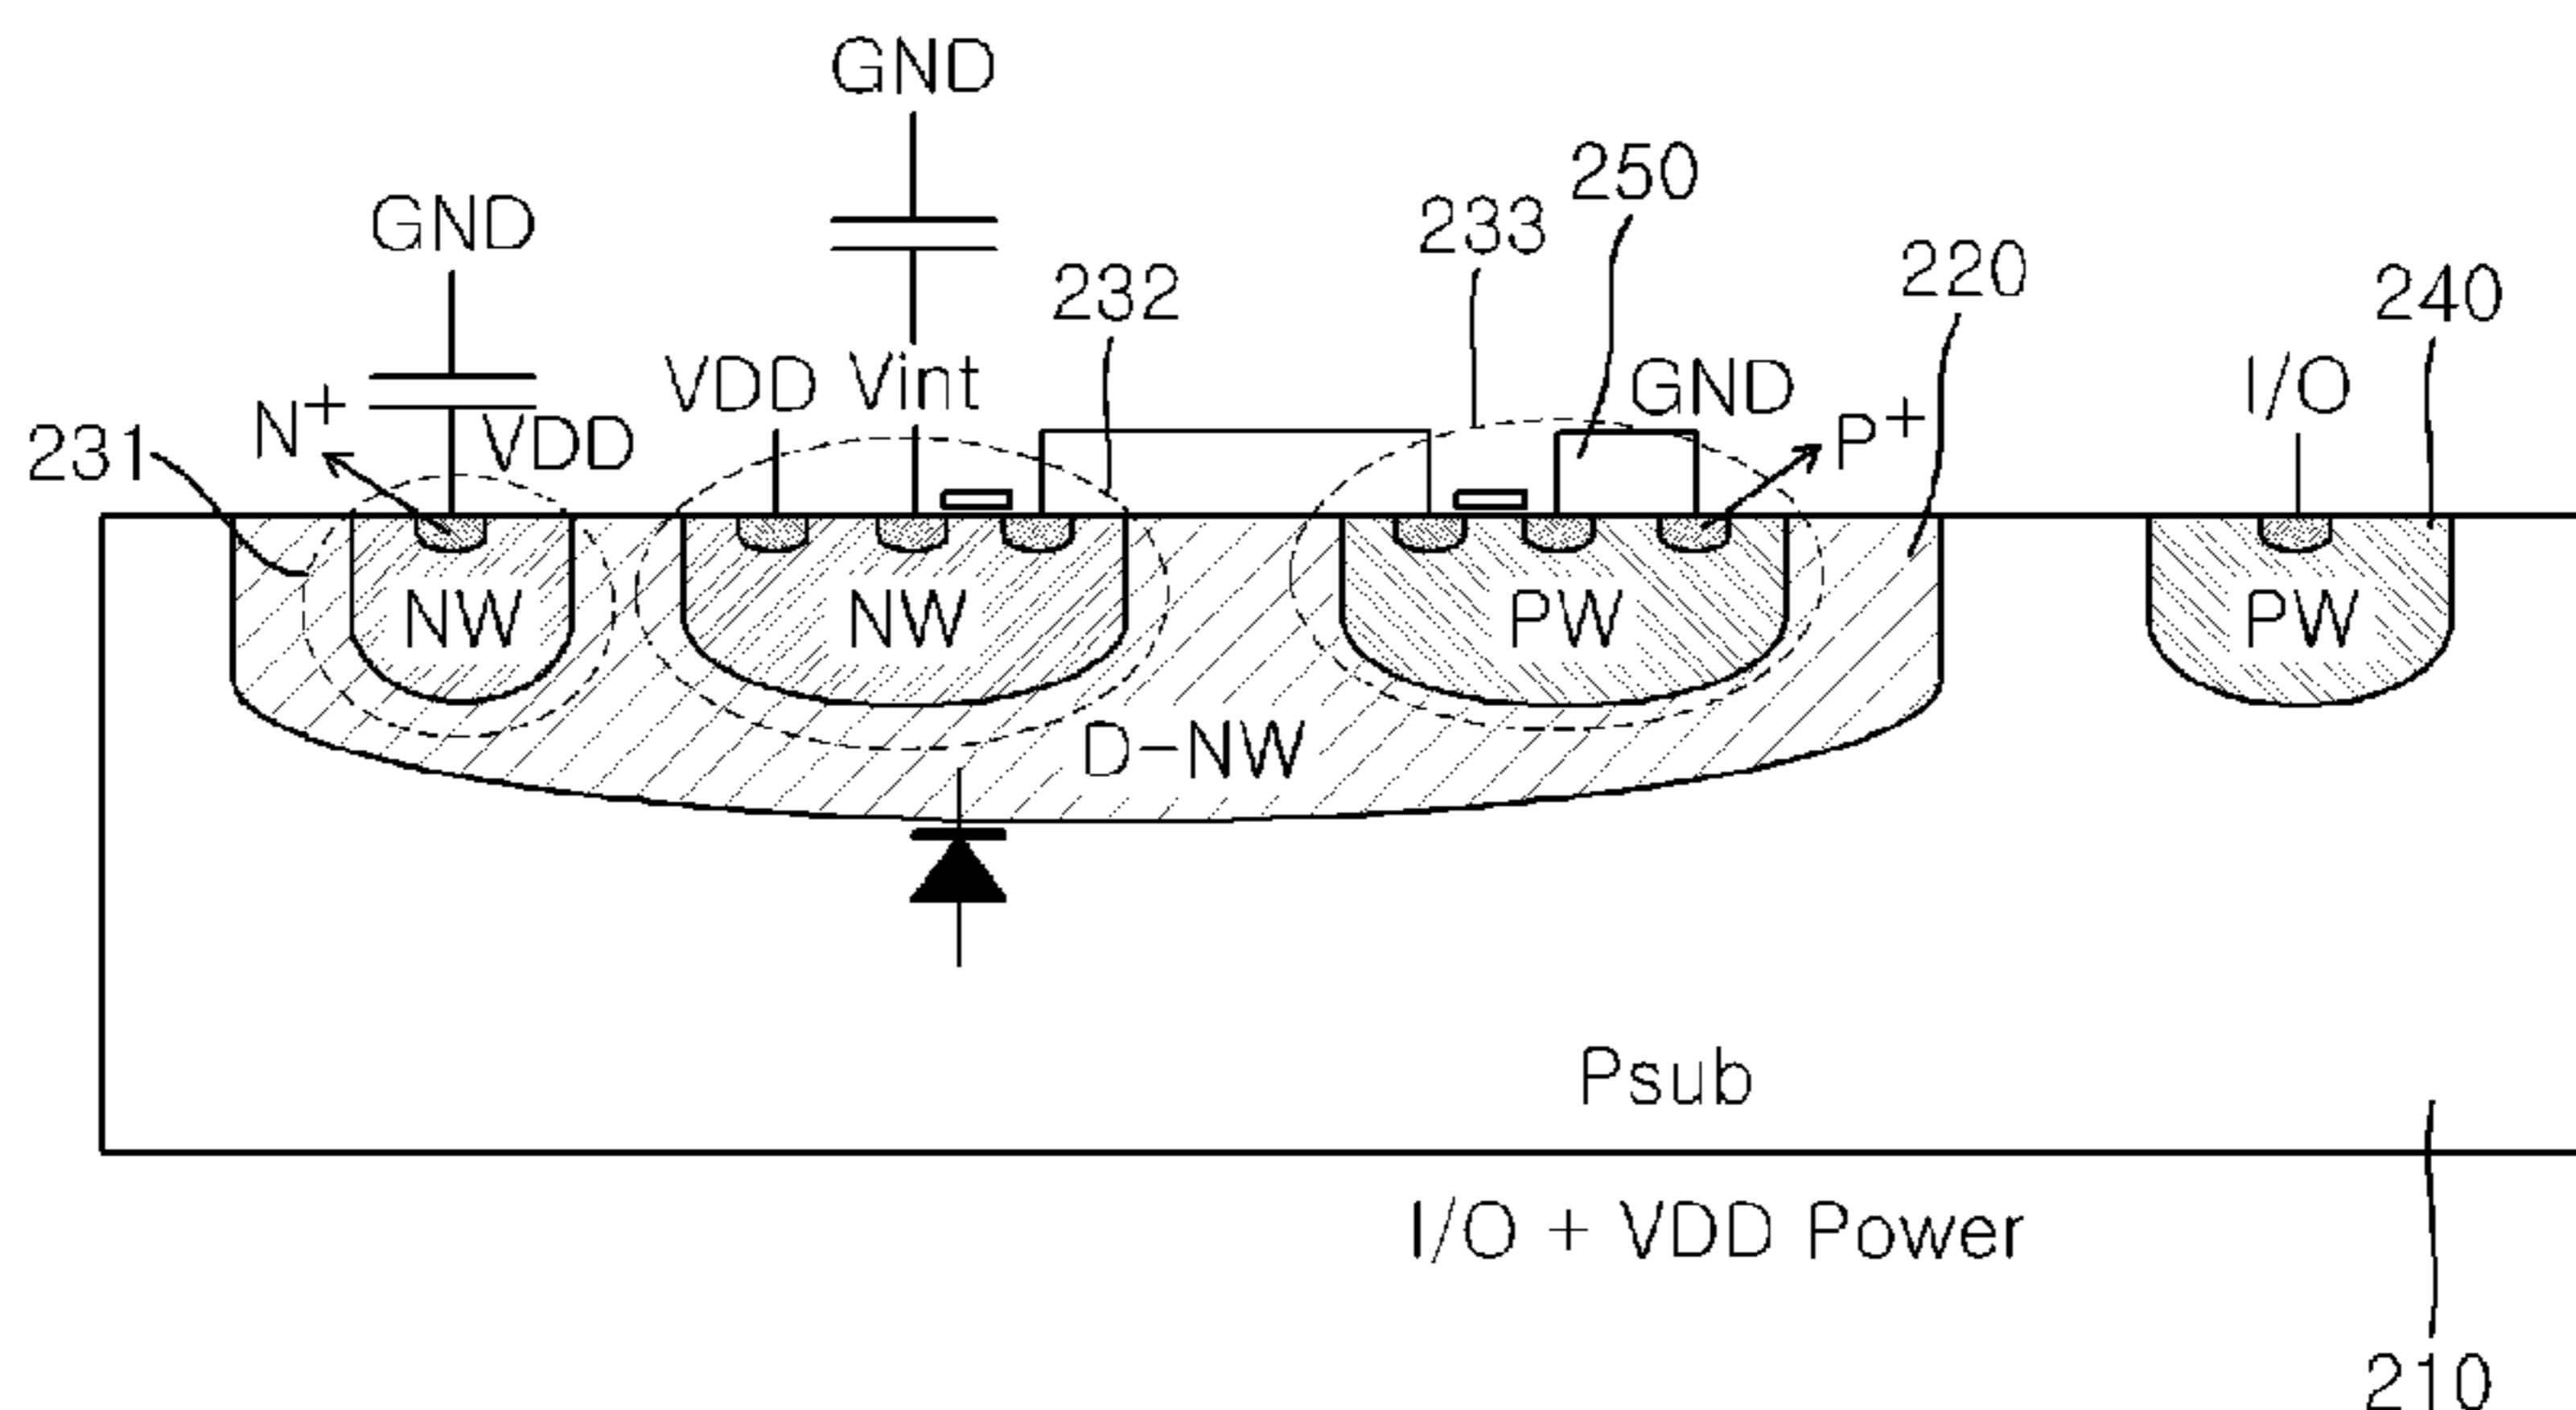 GND
250
233
GND
220
232
240
VDD Vint
GND
I/O
N+
VDD
P+
231
NW
NW
PW
PW
D-NW
Psub
I/O + VDD Power
210